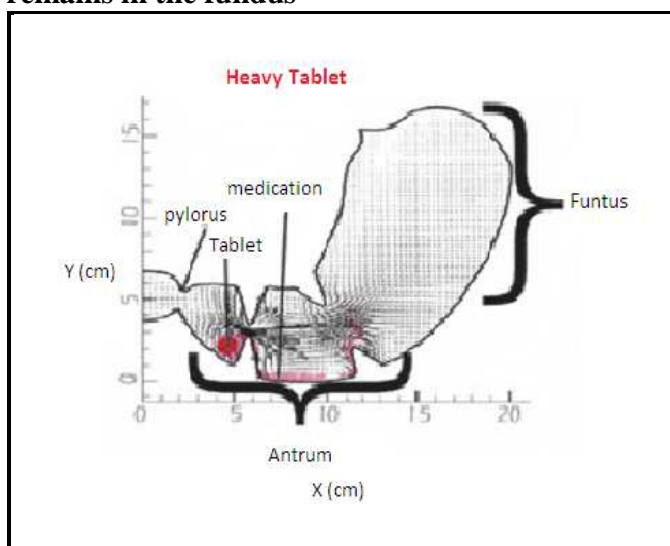 remains in the fundus
Heavy Tablet
medication
pylorus
Tablet
Funtus
Y (cm)
15
10
5
0
0 5 10 15 20
Antrum
X (cm)